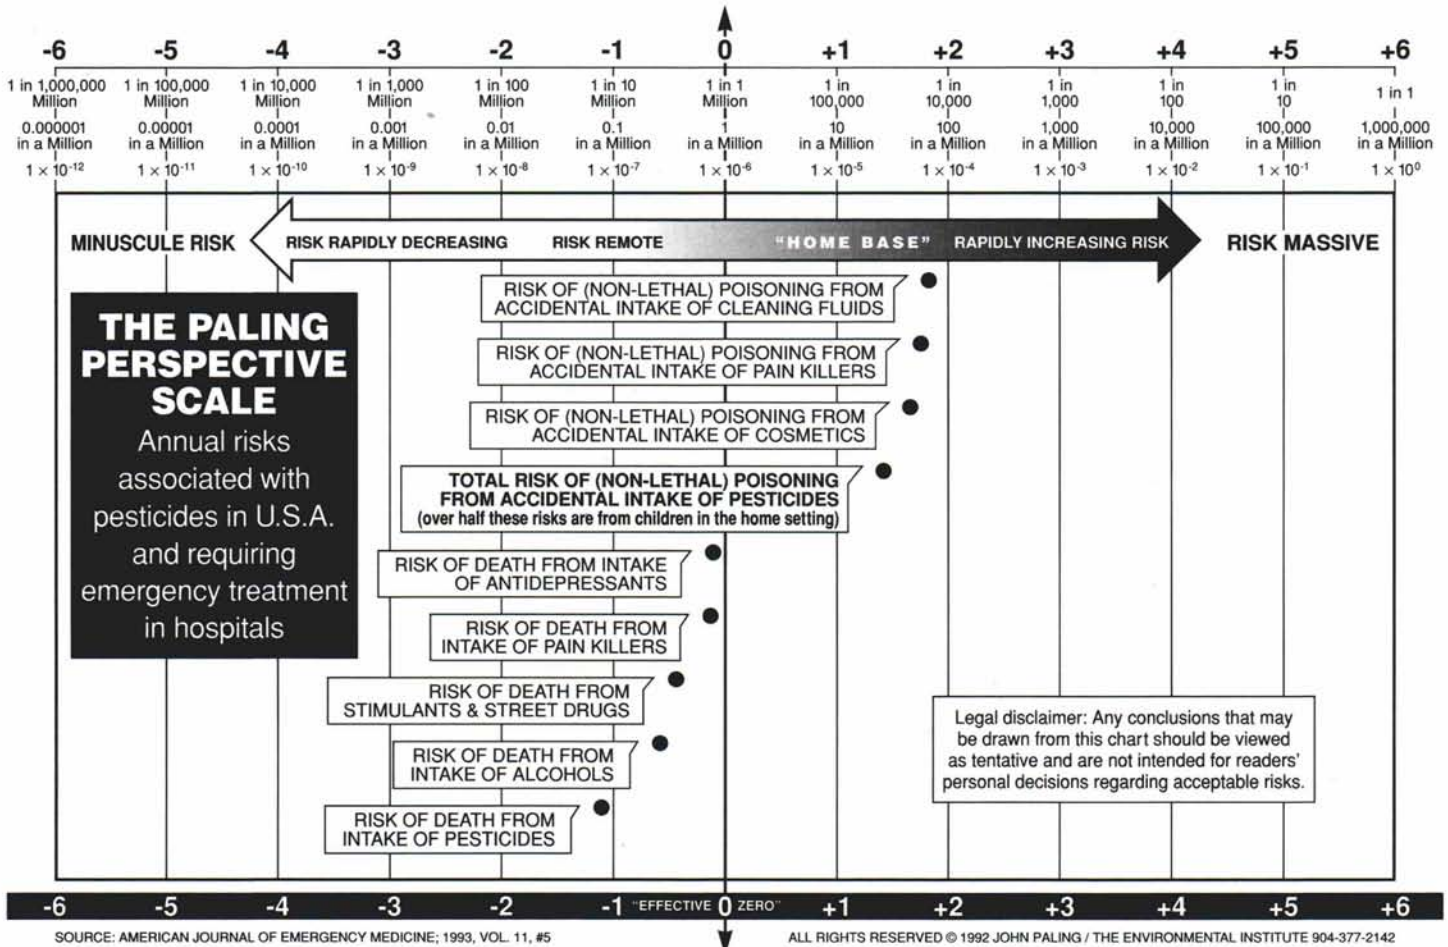 -6 -5 -4 -3 -2 -1 0 +1 +2 +3 +4 +5 +6
1 in 1,000,000 Million
1 in 100,000 Million
1 in 10,000 Million
1 in 1,000 Million
1 in 100 Million
1 in 10 Million
1 in 1 Million
1 in 100,000
1 in 10,000
1 in 1,000
1 in 100
1 in 10
1 in 1
0.000001 in a Million
0.00001 in a Million
0.0001 in a Million
0.001 in a Million
0.01 in a Million
0.1 in a Million
1 in a Million
10 in a Million
100 in a Million
1,000 in a Million
10,000 in a Million
100,000 in a Million
1,000,000 in a Million
1 × 10⁻¹² 1 × 10⁻¹¹ 1 × 10⁻¹⁰ 1 × 10⁻⁹ 1 × 10⁻⁸ 1 × 10⁻⁷ 1 × 10⁻⁶ 1 × 10⁻⁵ 1 × 10⁻⁴ 1 × 10⁻³ 1 × 10⁻² 1 × 10⁻¹ 1 × 10⁰
MINUSCULE RISK RISK RAPIDLY DECREASING RISK REMOTE "HOME BASE" RAPIDLY INCREASING RISK RISK MASSIVE
THE PALING
PERSPECTIVE
SCALE
Annual risks
associated with
pesticides in U.S.A.
and requiring
emergency treatment
in hospitals
RISK OF (NON-LETHAL) POISONING FROM
ACCIDENTAL INTAKE OF CLEANING FLUIDS
RISK OF (NON-LETHAL) POISONING FROM
ACCIDENTAL INTAKE OF PAIN KILLERS
RISK OF (NON-LETHAL) POISONING FROM
ACCIDENTAL INTAKE OF COSMETICS
TOTAL RISK OF (NON-LETHAL) POISONING
FROM ACCIDENTAL INTAKE OF PESTICIDES
(over half these risks are from children in the home setting)
RISK OF DEATH FROM INTAKE
OF ANTIDEPRESSANTS
RISK OF DEATH FROM
INTAKE OF PAIN KILLERS
RISK OF DEATH FROM
STIMULANTS & STREET DRUGS
RISK OF DEATH FROM
INTAKE OF ALCOHOLS
RISK OF DEATH FROM
INTAKE OF PESTICIDES
Legal disclaimer: Any conclusions that may
be drawn from this chart should be viewed
as tentative and are not intended for readers'
personal decisions regarding acceptable risks.
-6 -5 -4 -3 -2 -1 "EFFECTIVE 0 ZERO" +1 +2 +3 +4 +5 +6
SOURCE: AMERICAN JOURNAL OF EMERGENCY MEDICINE; 1993, VOL. 11, #5
ALL RIGHTS RESERVED © 1992 JOHN PALING / THE ENVIRONMENTAL INSTITUTE 904-377-2142